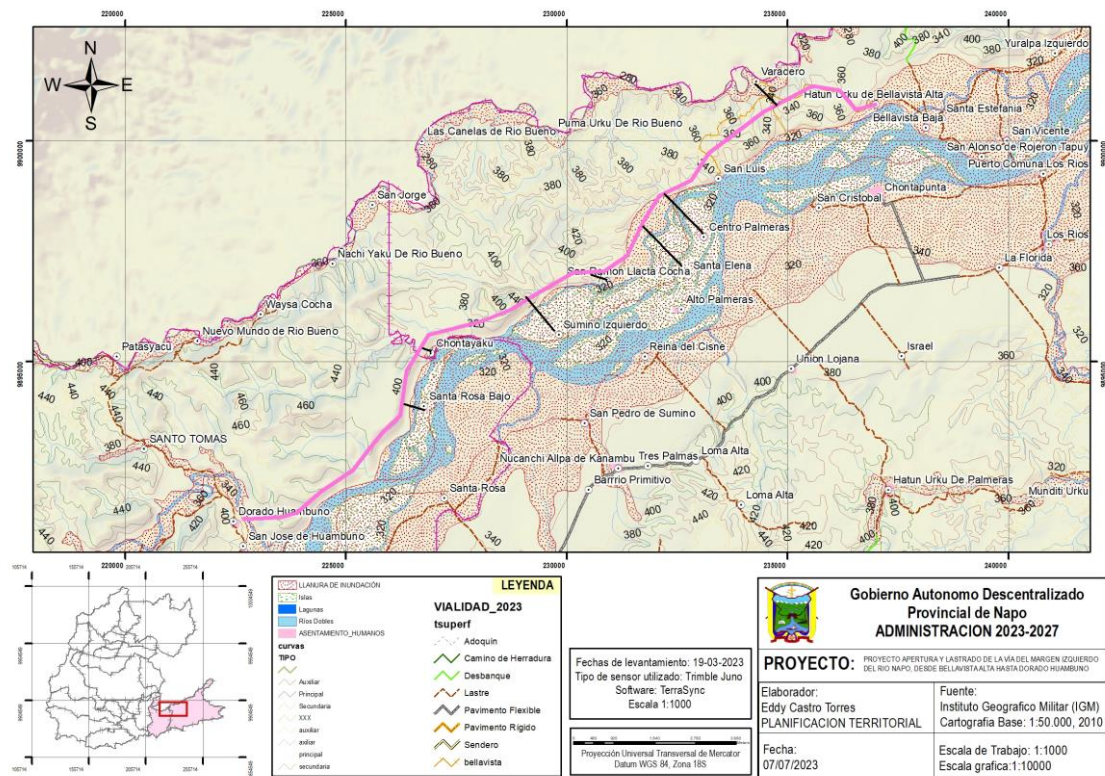 220000 225000 230000 235000 240000
N
W E
S
9900000
9895000
Yuralpa Izquierdo
Varadero
Hatun Urku de Bellavista Alta
Santa Estefania
Bellavista Baja
Puma Urku De Rio Bueno
Las Canelas de Rio Bueno
San Vicente
San Alonso de Rojeron Tapuy
Puerto Comuna Los Rios
San Luis
Chontapunta
San Cristobal
San Jorge
Centro Palmeras
Los Rios
Nachi Yaku De Rio Bueno
San Ramon Llacta Cocha
Santa Elena
La Florida
Waysa Cocha
Alto Palmeras
Nuevo Mundo de Rio Bueno
Sumino Izquierdo
Patasyacu
Chontayaku
Reina del Cisne
Israel
Union Lojana
Santa Rosa Bajo
San Pedro de Sumino
SANTO TOMAS
Nucanchi Allpa de Kanambu
Tres Palmas
Loma Alta
Barrrio Primitivo
Santa Rosa
Loma Alta
Hatun Urku De Palmeras
Munditi Urku
Dorado Huambuno
San Jose de Huambuno
220000
LEYENDA
LLANURA DE INUNDACIÓN
Islas
Lagunas
Rios Dobles
ASENTAMIENTO_HUMANOS
curvas
TIPO
Auxiliar
Principal
Secundaria
XXX
auxiliar
axiliar
principal
secundaria
VIALIDAD_2023
tsuperf
Adoquin
Camino de Herradura
Desbanque
Lastre
Pavimento Flexible
Pavimento Rígido
Sendero
bellavista
Fechas de levantamiento: 19-03-2023
Tipo de sensor utilizado: Trimble Juno
Software: TerraSync
Escala 1:1000
Proyección Universal Transversal de Mercator
Datum WGS 84, Zona 18S
Gobierno Autonomo Descentralizado
Provincial de Napo
ADMINISTRACION 2023-2027
PROYECTO: PROYECTO APERTURA Y LASTRADO DE LA VÍA DEL MARGEN IZQUIERDO
DEL RIO NAPO, DESDE BELLAVISTA ALTA HASTA DORADO HUAMBUNO
Elaborador:
Eddy Castro Torres
PLANIFICACION TERRITORIAL
Fuente:
Instituto Geografico Militar (IGM)
Cartografia Base: 1:50.000, 2010
Fecha:
07/07/2023
Escala de Trabajo: 1:1000
Escala grafica:1:10000